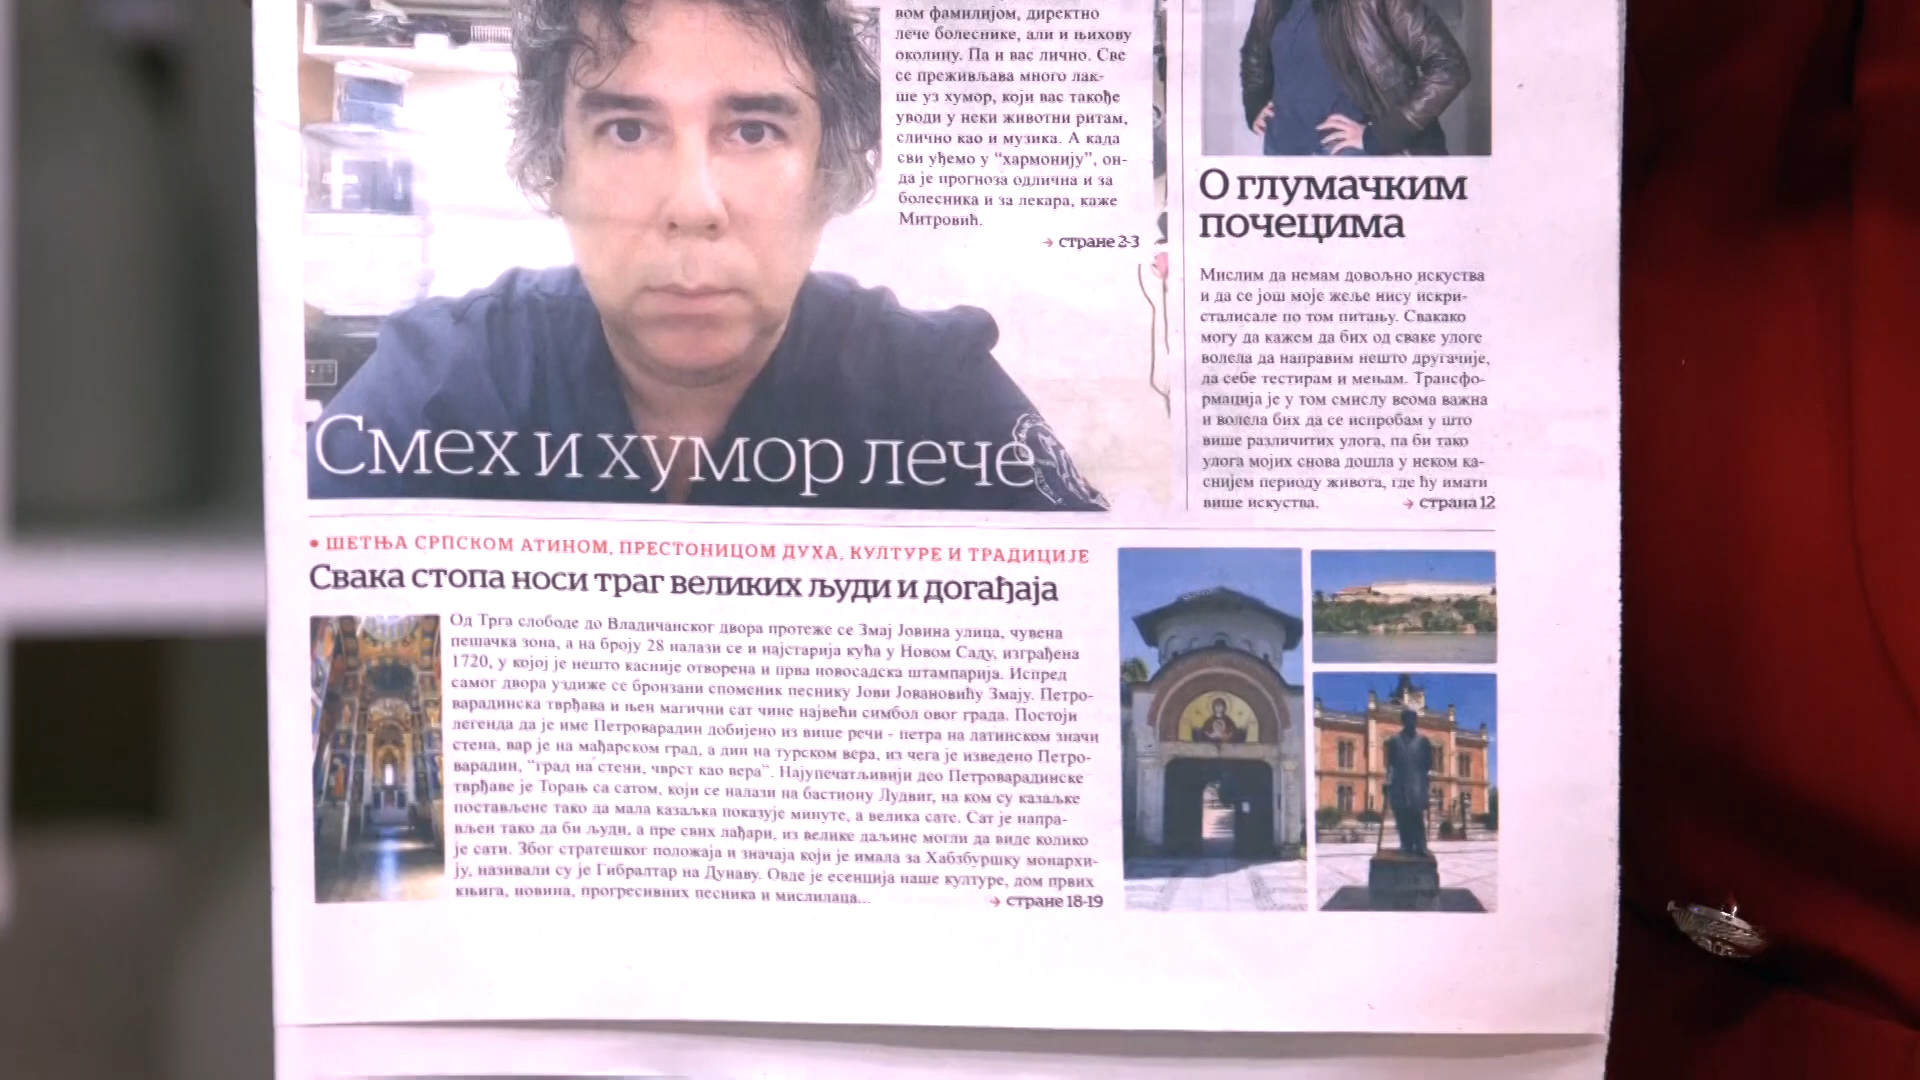 вом фамилијом, директно
лече болеснике, али и њихову
околину. Па и вас лично. Све
се преживљава много лак-
ше уз хумор, који вас такође
уводи у неки животни ритам,
слично као и музика. А када
сви уђемо у “хармонију”, он-
да је прогноза одлична и за
болесника и за лекара, каже
Митровић.
→ стране 2-3
Смех и хумор лече
О глумачким
почецима
Мислим да немам довољно искуства
и да се још моје жеље нису искри-
сталисале по том питању. Свакако
могу да кажем да бих од сваке улоге
волела да направим нешто другачије,
да себе тестирам и мењам. Трансфо-
рмација је у том смислу веома важна
и волела бих да се испробам у што
више различитих улога, па би тако
улога мојих снова дошла у неком ка-
снијем периоду живота, где ћу имати
више искуства.
→ страна 12
• ШЕТЊА СРПСКОМ АТИНОМ, ПРЕСТОНИЦОМ ДУХА, КУЛТУРЕ И ТРАДИЦИЈЕ
Свака стопа носи траг великих људи и догађаја
Од Трга слободе до Владичанског двора протеже се Змај Јовина улица, чувена
пешачка зона, а на броју 28 налази се и најстарија кућа у Новом Саду, изграђена
1720, у којој је нешто касније отворена и прва новосадска штампарија. Испред
самог двора уздиже се бронзани споменик песнику Јови Јовановићу Змају. Петро-
варадинска тврђава и њен магични сат чине највећи симбол овог града. Постоји
легенда да је име Петроварадин добијено из више речи - петра на латинском значи
стена, вар је на мађарском град, а дин на турском вера, из чега је изведено Петро-
варадин, “град на стени, чврст као вера“. Најупечатљивији део Петроварадинске
тврђаве је Торањ са сатом, који се налази на бастиону Лудвиг, на ком су казаљке
постављене тако да мала казаљка показује минуте, а велика сате. Сат је напра-
вљен тако да би људи, а пре свих лађари, из велике даљине могли да виде колико
је сати. Због стратешког положаја и значаја који је имала за Хабзбуршку монархи-
ју, називали су је Гибралтар на Дунаву. Овде је есенција наше културе, дом првих
књига, новина, прогресивних песника и мислилаца...
→ стране 18-19